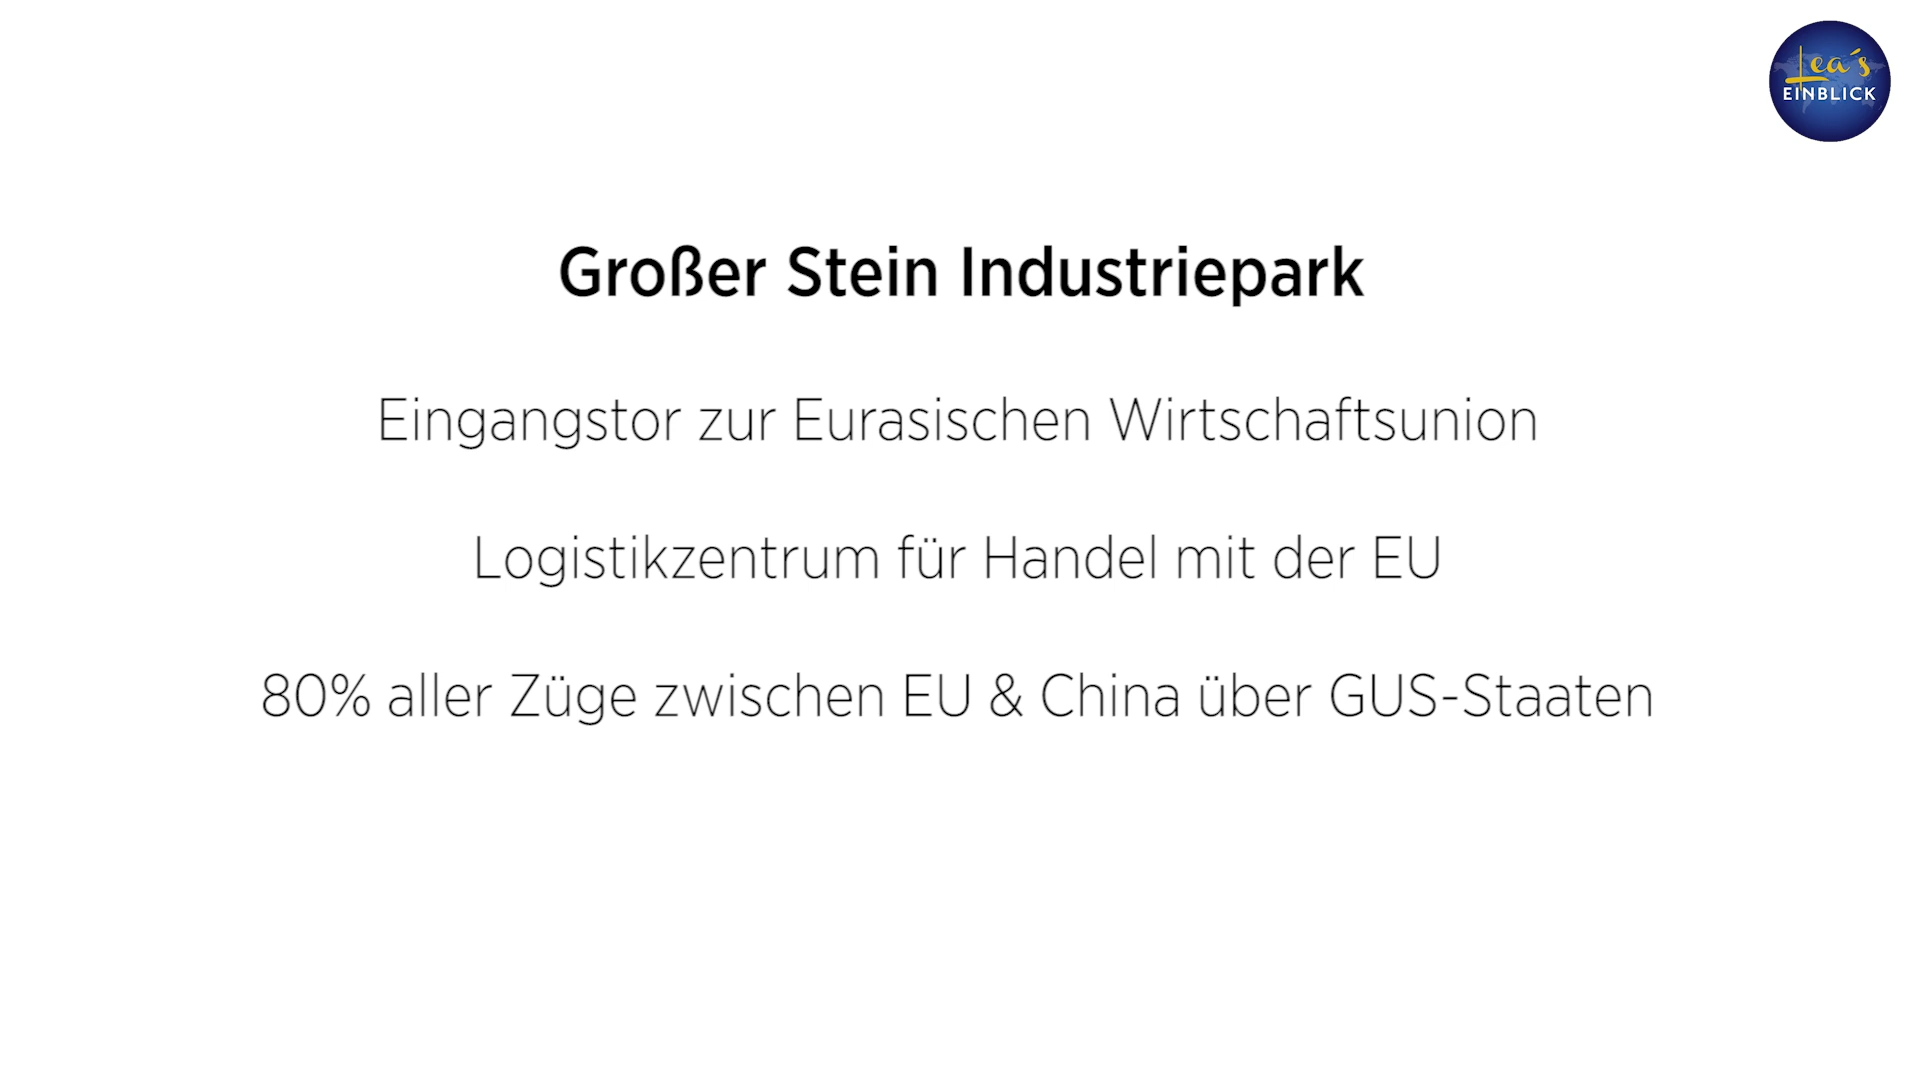 Lea´s
EINBLICK
Großer Stein Industriepark
Eingangstor zur Eurasischen Wirtschaftsunion
Logistikzentrum für Handel mit der EU
80% aller Züge zwischen EU & China über GUS-Staaten